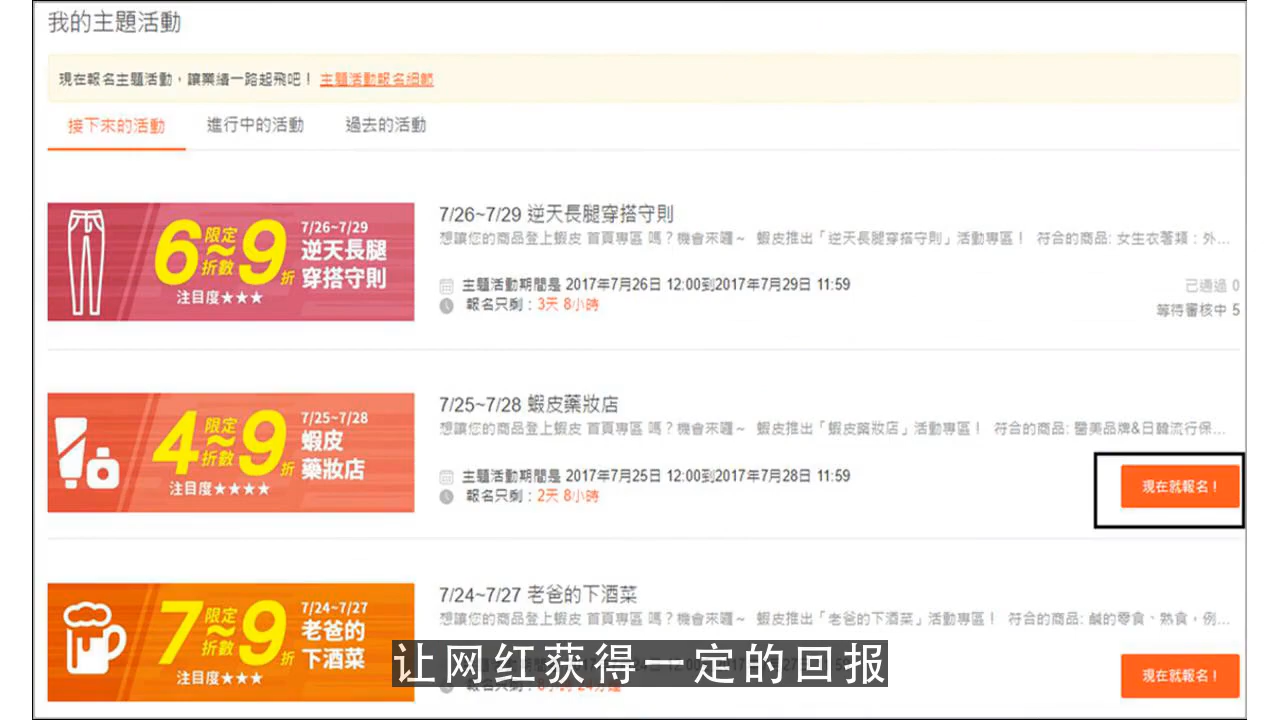 我的主題活動
現在報名主題活動，讓業績一路起飛吧！ 主題活動報名細節
接下來的活動 進行中的活動 過去的活動
6~9折 限定折數
注目度★★★
7/26~7/29
逆天長腿
穿搭守則
7/26~7/29 逆天長腿穿搭守則
想讓您的商品登上蝦皮 首頁專區 嗎？機會來囉～ 蝦皮推出「逆天長腿穿搭守則」活動專區！ 符合的商品: 女生衣著類：外...
主題活動期間是 2017年7月26日 12:00到2017年7月29日 11:59
報名只剩：3天 8小時
已通過 0
等待審核中 5
4~9折 限定折數
注目度★★★★
7/25~7/28
蝦皮
藥妝店
7/25~7/28 蝦皮藥妝店
想讓您的商品登上蝦皮 首頁專區 嗎？機會來囉～ 蝦皮推出「蝦皮藥妝店」活動專區！ 符合的商品: 醫美品牌&日韓流行保...
主題活動期間是 2017年7月25日 12:00到2017年7月28日 11:59
報名只剩：2天 8小時
現在就報名！
7~9折 限定折數
注目度★★★
7/24~7/27
老爸的
下酒菜
7/24~7/27 老爸的下酒菜
想讓您的商品登上蝦皮 首頁專區 嗎？機會來囉～ 蝦皮推出「老爸的下酒菜」活動專區！ 符合的商品: 鹹的零食、熟食，例...
現在就報名！
让网红获得一定的回报